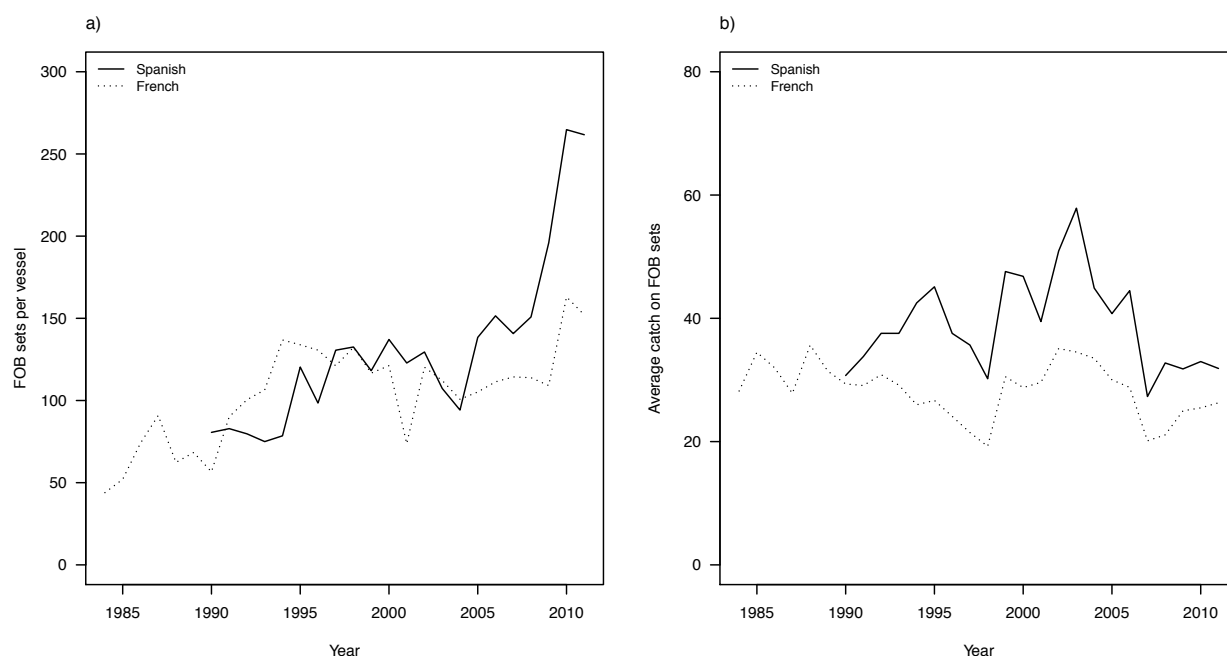 a)
Spanish
French
300
250
200
150
100
50
0
FOB sets per vessel
1985 1990 1995 2000 2005 2010
Year
b)
Spanish
French
80
60
40
20
0
Average catch on FOB sets
1985 1990 1995 2000 2005 2010
Year